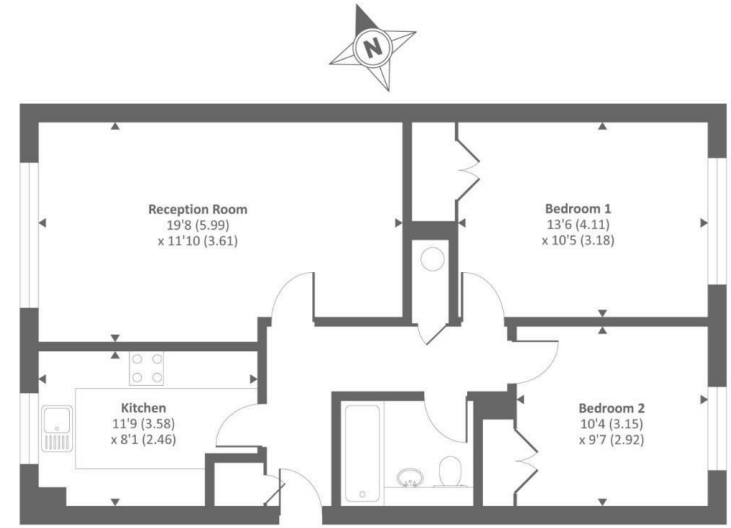 N
Reception Room
19'8 (5.99)
x 11'10 (3.61)
Bedroom 1
13'6 (4.11)
x 10'5 (3.18)
Kitchen
11'9 (3.58)
x 8'1 (2.46)
Bedroom 2
10'4 (3.15)
x 9'7 (2.92)